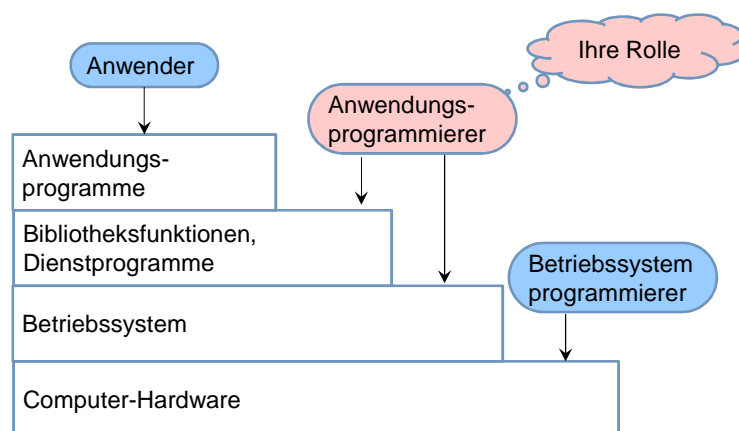 Ihre Rolle
Anwender
Anwendungs-
programmierer
Anwendungs-
programme
Bibliotheksfunktionen,
Dienstprogramme
Betriebssystem
programmierer
Betriebssystem
Computer-Hardware